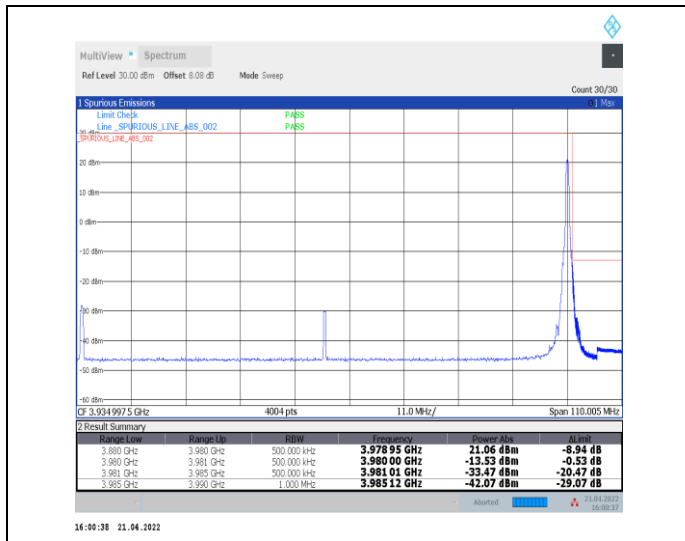 MultiView Spectrum
Ref Level 30.00 dBm Offset 8.08 dB Mode Sweep
Count 30/30
1 Spurious Emissions 1 Max
Limit Check PASS
Line _SPURIOUS_LINE_ABS_002 PASS
_SPURIOUS_LINE_ABS_002
20 dBm
10 dBm
0 dBm
-10 dBm
-20 dBm
-30 dBm
-40 dBm
-50 dBm
-60 dBm
CF 3.934 997 5 GHz 4004 pts 11.0 MHz/ Span 110.005 MHz
2 Result Summary
Range Low Range Up RBW Frequency Power Abs ΔLimit
3.880 GHz 3.980 GHz 500.000 kHz 3.978 95 GHz 21.06 dBm -8.94 dB
3.980 GHz 3.981 GHz 500.000 kHz 3.980 00 GHz -13.53 dBm -0.53 dB
3.981 GHz 3.985 GHz 500.000 kHz 3.981 01 GHz -33.47 dBm -20.47 dB
3.985 GHz 3.990 GHz 1.000 MHz 3.985 12 GHz -42.07 dBm -29.07 dB
Aborted 21.04.2022
16:00:37
16:00:38 21.04.2022